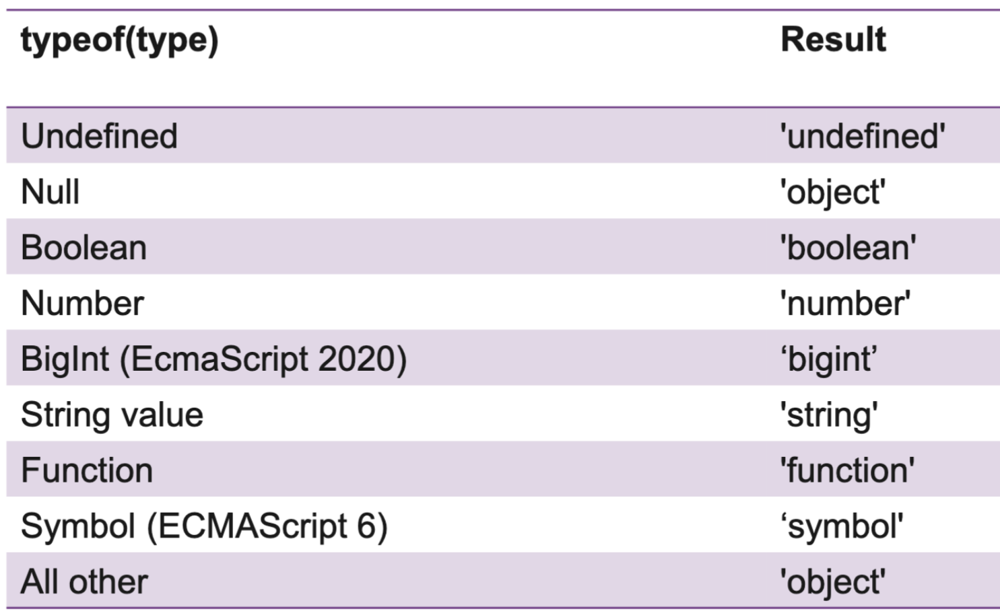 typeof(type) Result
Undefined 'undefined'
Null 'object'
Boolean 'boolean'
Number 'number'
BigInt (EcmaScript 2020) ‘bigint’
String value 'string'
Function 'function'
Symbol (ECMAScript 6) ‘symbol'
All other 'object'